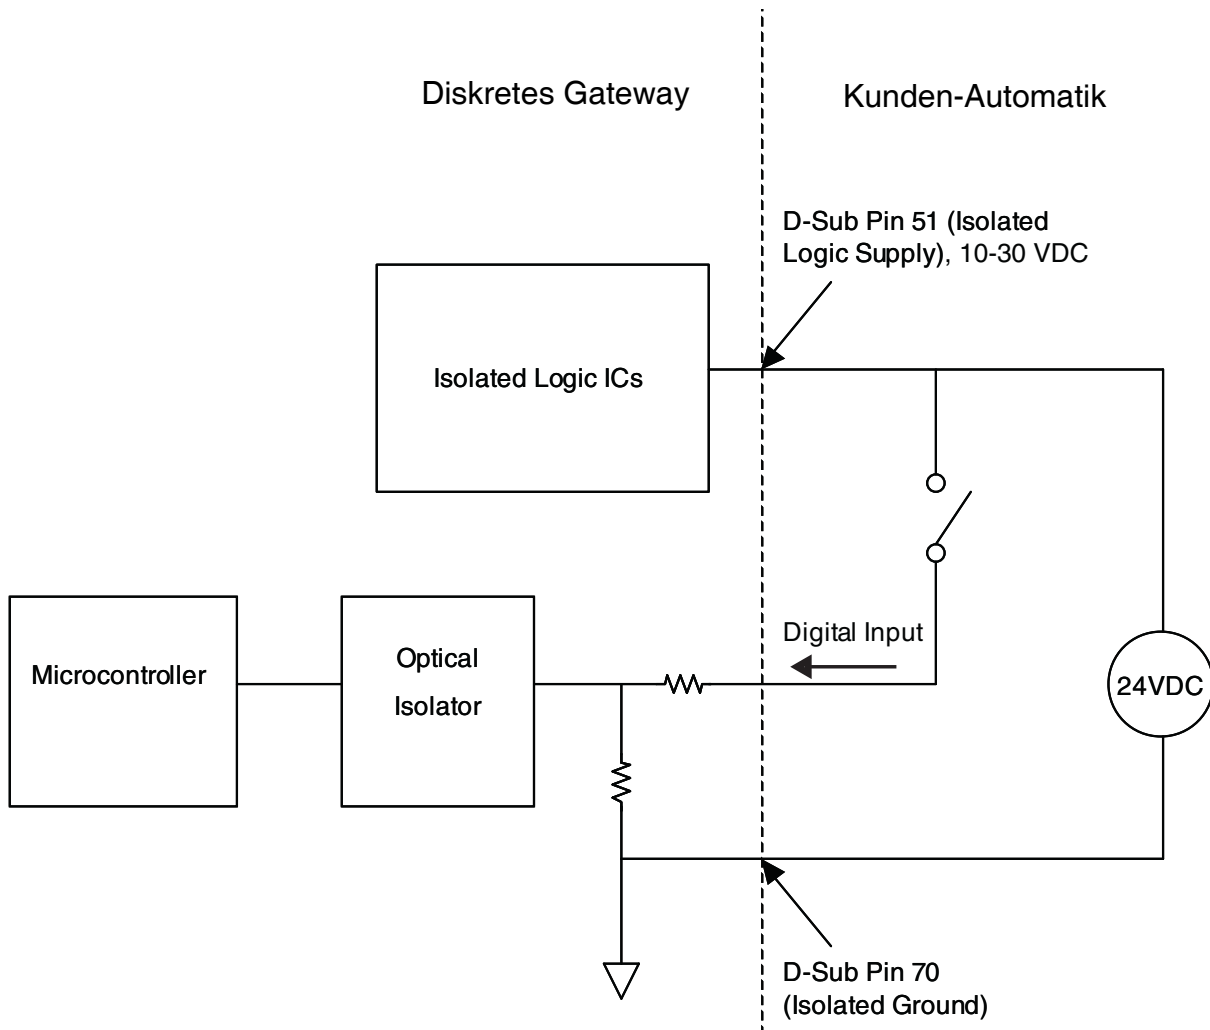 Diskretes Gateway
Kunden-Automatik
D-Sub Pin 51 (Isolated
Logic Supply), 10-30 VDC
Isolated Logic ICs
Digital Input
Microcontroller
Optical
Isolator
24VDC
D-Sub Pin 70
(Isolated Ground)